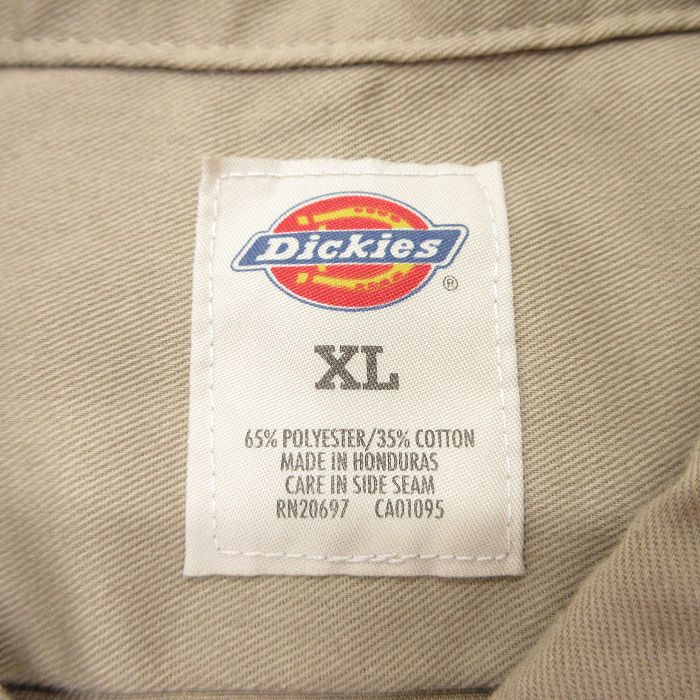 Dickies
®
XL
65% POLYESTER/35% COTTON
MADE IN HONDURAS
CARE IN SIDE SEAM
RN20697 CA01095